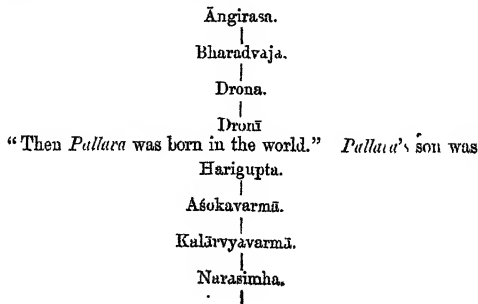 Āngirasa.
Bharadvaja.
Drona.
Dronī
"Then Pallava was born in the world." Pallava's son was
Harigupta.
Aśokavarmā.
Kalārvyavarmā.
Narasimha.